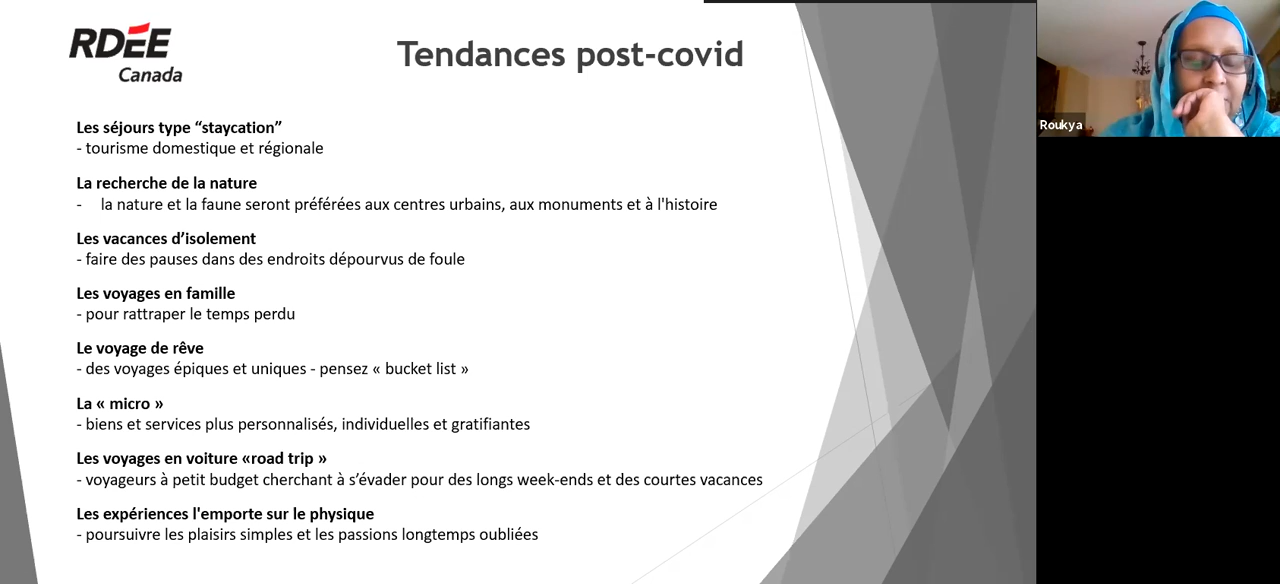 RDÉE
Canada
Tendances post-covid
Roukya
Les séjours type “staycation”
- tourisme domestique et régionale
La recherche de la nature
- la nature et la faune seront préférées aux centres urbains, aux monuments et à l'histoire
Les vacances d’isolement
- faire des pauses dans des endroits dépourvus de foule
Les voyages en famille
- pour rattraper le temps perdu
Le voyage de rêve
- des voyages épiques et uniques - pensez « bucket list »
La « micro »
- biens et services plus personnalisés, individuelles et gratifiantes
Les voyages en voiture «road trip »
- voyageurs à petit budget cherchant à s’évader pour des longs week-ends et des courtes vacances
Les expériences l'emporte sur le physique
- poursuivre les plaisirs simples et les passions longtemps oubliées